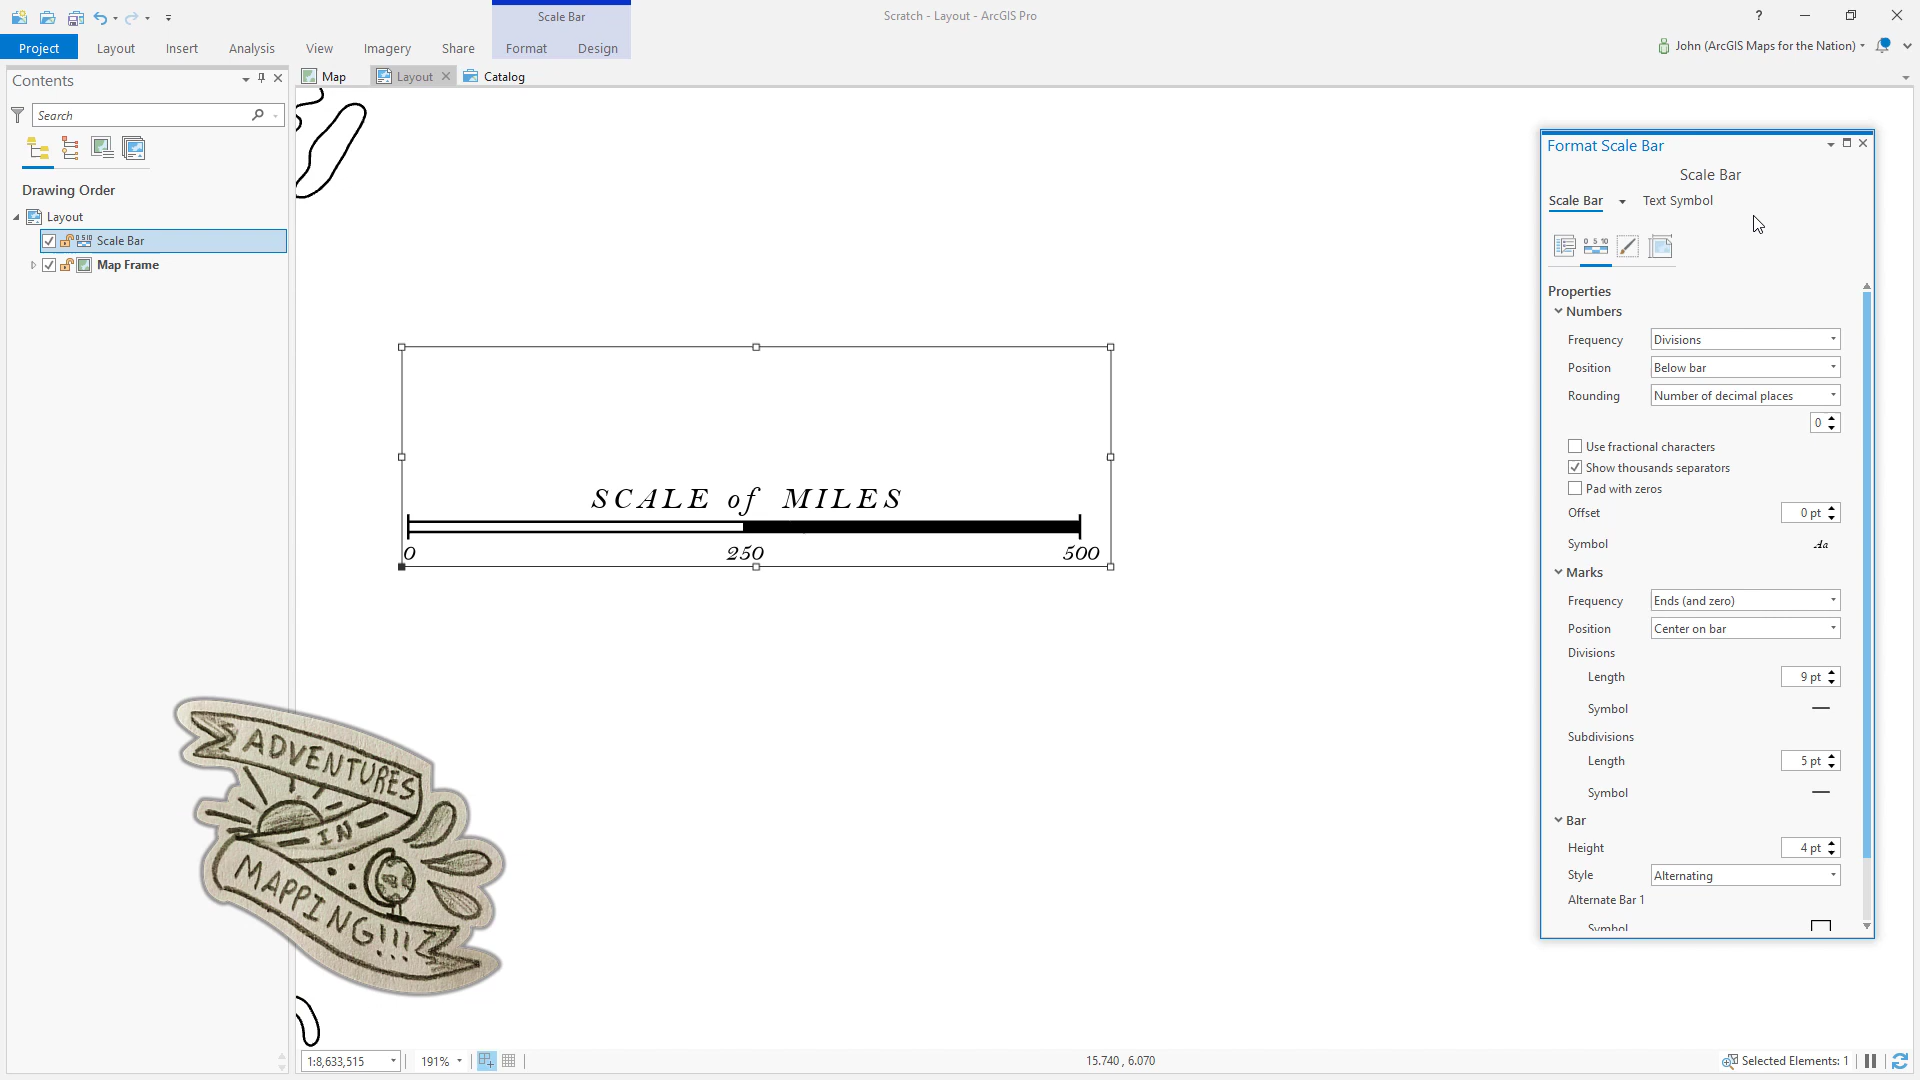 Scale Bar
Scratch - Layout - ArcGIS Pro
?
Project
Layout
Insert
Analysis
View
Imagery
Share
Format
Design
John (ArcGIS Maps for the Nation)
Contents
Map
Layout
Catalog
Search
Drawing Order
Layout
Scale Bar
Map Frame
SCALE of MILES
0 250 500
ADVENTURES
IN
MAPPING!!!
Format Scale Bar
Scale Bar
Scale Bar
Text Symbol
0 5 10
Properties
Numbers
Frequency Divisions
Position Below bar
Rounding Number of decimal places
0
Use fractional characters
Show thousands separators
Pad with zeros
Offset 0 pt
Symbol Aa
Marks
Frequency Ends (and zero)
Position Center on bar
Divisions
Length 9 pt
Symbol
Subdivisions
Length 5 pt
Symbol
Bar
Height 4 pt
Style Alternating
Alternate Bar 1
Symbol
1:8,633,515
191%
15.740 , 6.070
Selected Elements: 1